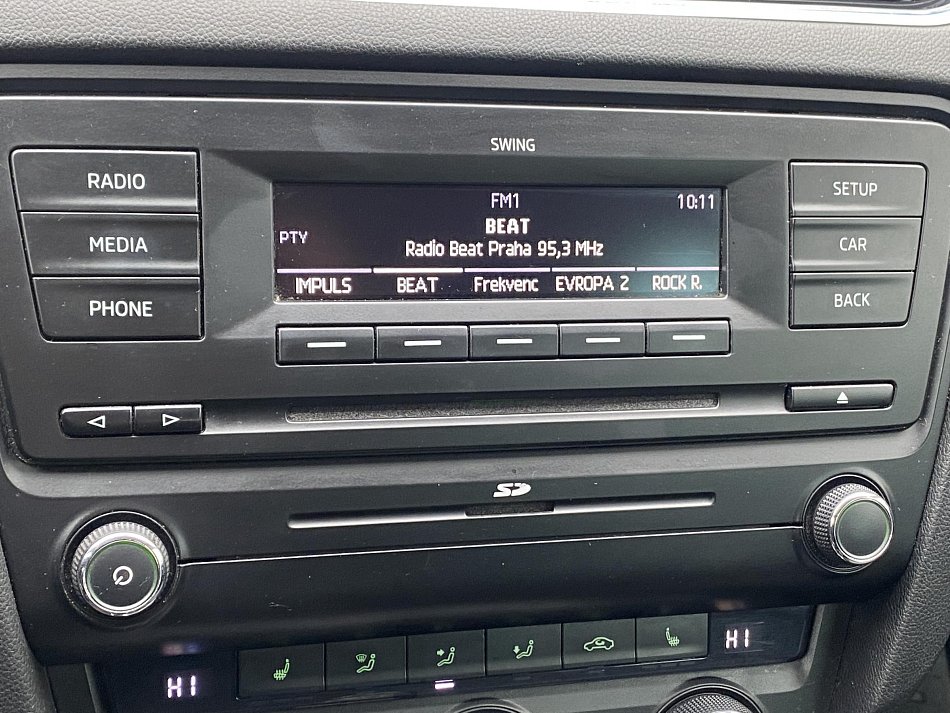 SWING
RADIO
MEDIA
PHONE
FM1 10:11
BEAT
PTY
Radio Beat Praha 95,3 MHz
IMPULS BEAT Frekvenc EVROPA 2 ROCK R.
SETUP
CAR
BACK
SD
HI HI